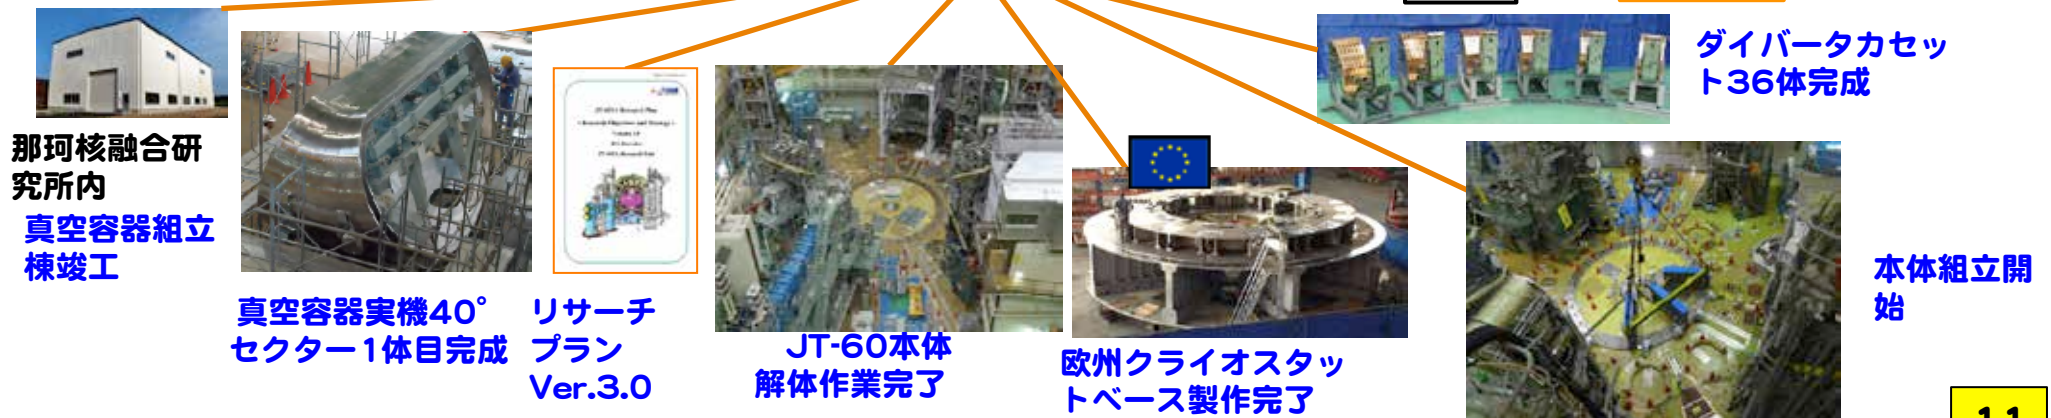 那珂核融合研
究所内
真空容器組立
棟竣工
真空容器実機40°
セクター1体目完成
リサーチ
プラン
Ver.3.0
JT-60本体
解体作業完了
欧州クライオスタッ
トベース製作完了
ダイバータカセッ
ト36体完成
本体組立開
始
11